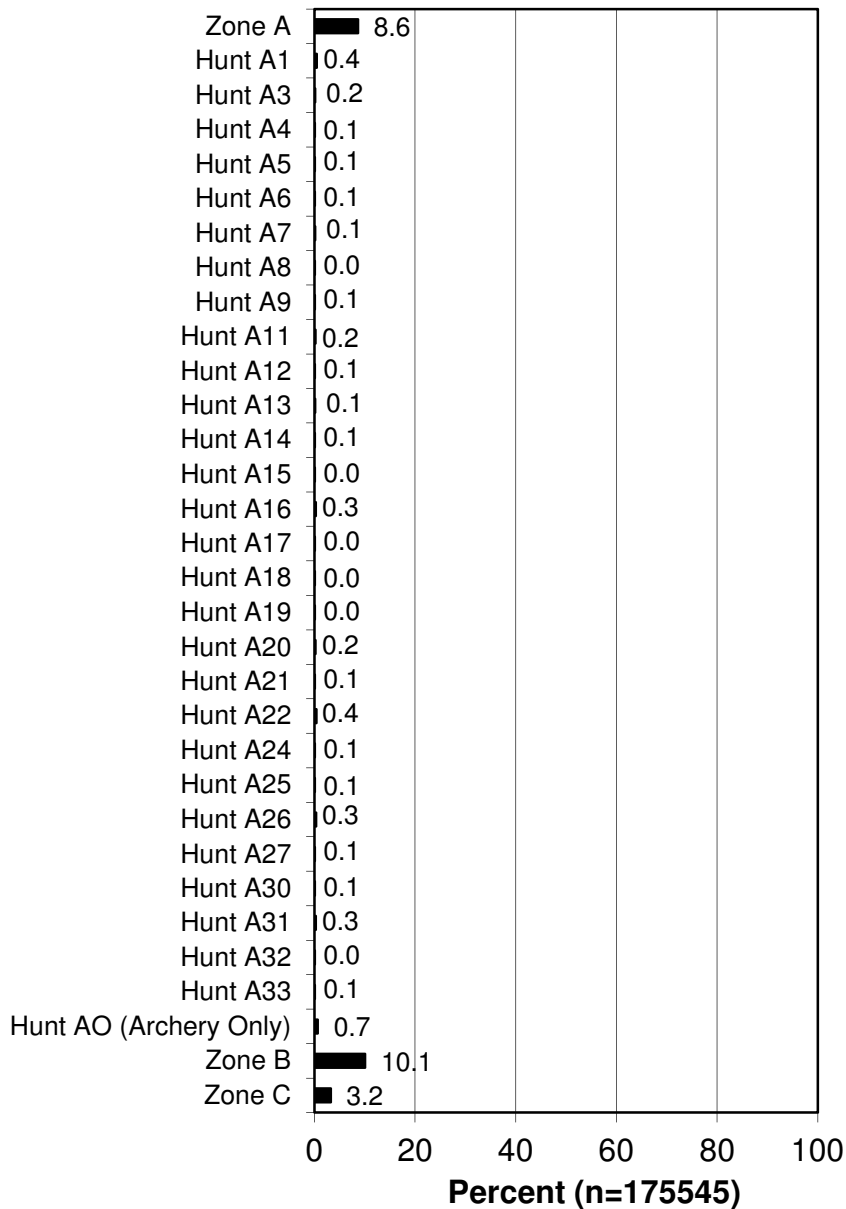 Zone A 8.6
Hunt A1 0.4
Hunt A3 0.2
Hunt A4 0.1
Hunt A5 0.1
Hunt A6 0.1
Hunt A7 0.1
Hunt A8 0.0
Hunt A9 0.1
Hunt A11 0.2
Hunt A12 0.1
Hunt A13 0.1
Hunt A14 0.1
Hunt A15 0.0
Hunt A16 0.3
Hunt A17 0.0
Hunt A18 0.0
Hunt A19 0.0
Hunt A20 0.2
Hunt A21 0.1
Hunt A22 0.4
Hunt A24 0.1
Hunt A25 0.1
Hunt A26 0.3
Hunt A27 0.1
Hunt A30 0.1
Hunt A31 0.3
Hunt A32 0.0
Hunt A33 0.1
Hunt AO (Archery Only) 0.7
Zone B 10.1
Zone C 3.2
0 20 40 60 80 100
Percent (n=175545)